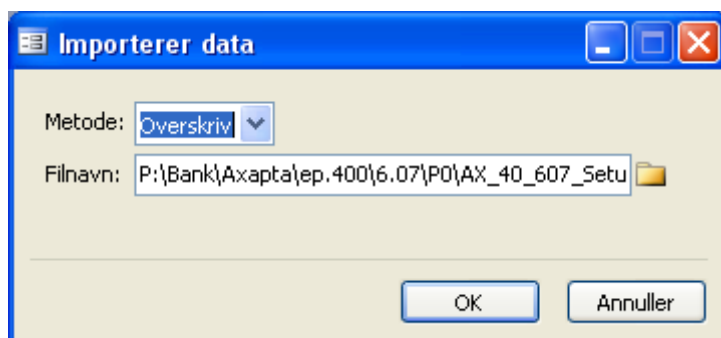 Importerer data
Metode: Overskriv
Filnavn: P:\Bank\Axapta\ep.400\6.07\P0\AX_40_607_Setu
OK Annuller